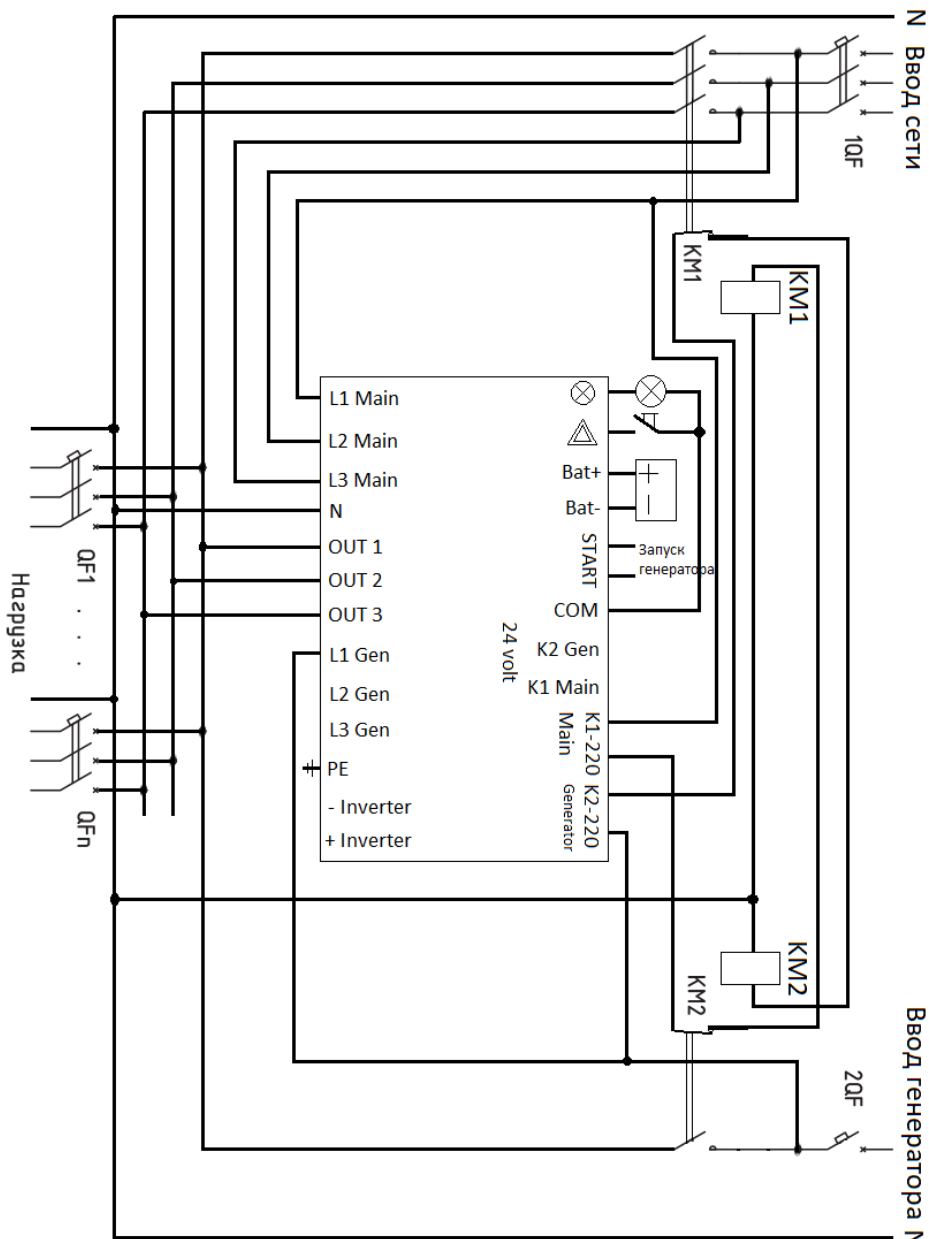 N
Ввод сети
1QF
KM1
KM1
L1 Main
L2 Main
L3 Main
N
OUT 1
OUT 2
OUT 3
L1 Gen
L2 Gen
L3 Gen
PE
- Inverter
+ Inverter
Bat+
Bat-
START
COM
K2 Gen
K1 Main
K1-220
Main
K2-220
Generator
24 volt
+
−
Запуск
генератора
QF1
. . .
QFn
Нагрузка
KM2
KM2
2QF
Ввод генератора
N